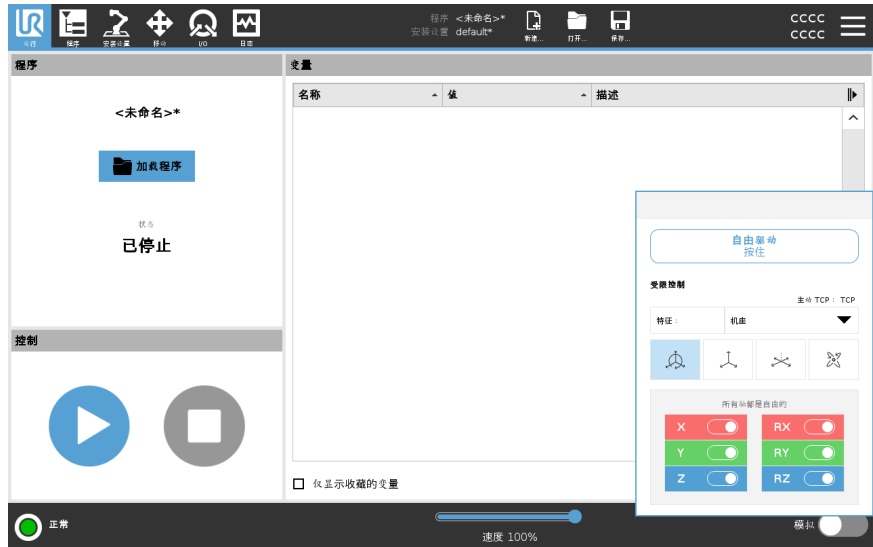 UR
程序 <未命名>*
安装设置 default*
CCCC
CCCC
运行 程序 安装设置 移动 I/O 日志 新建... 打开... 保存...
程序
变量
名称 值 描述
<未命名>*
加载程序
状态
已停止
自由驱动
按住
受限控制
主动 TCP： TCP
特征： 机座
控制
所有轴都是自由的
X RX
Y RY
Z RZ
仅显示收藏的变量
正常
速度 100%
模拟